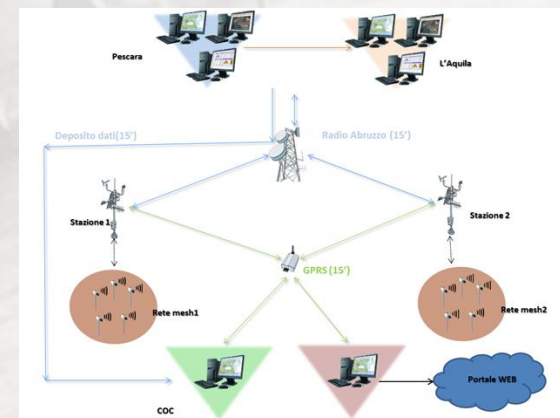 Pescara
L'Aquila
Deposito dati(15')
Radio Abruzzo (15')
Stazione 1
Stazione 2
GPRS (15')
Rete mesh1
Rete mesh2
Portale WEB
COC